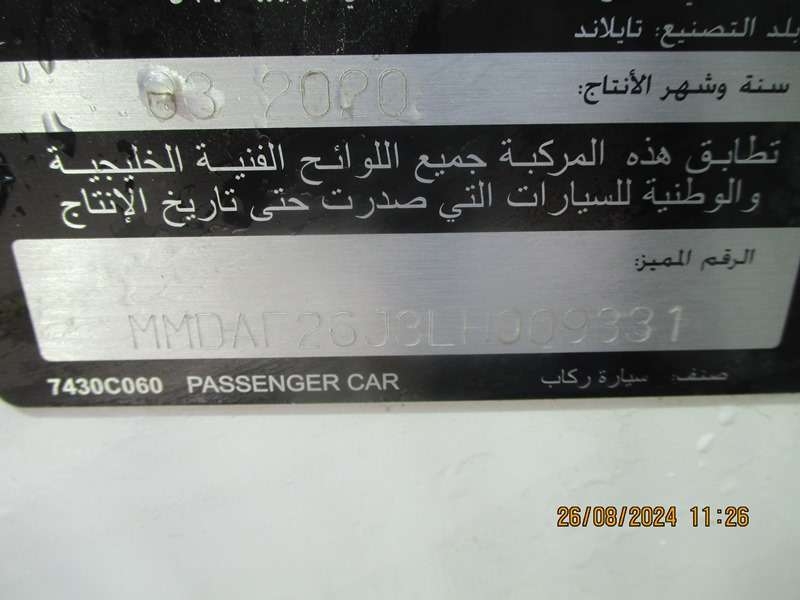 بلد التصنيع: تايلاند
سنة وشهر الأنتاج: 03 2020
تطابق هذه المركبة جميع اللوائح الفنية الخليجية
والوطنية للسيارات التي صدرت حتى تاريخ الإنتاج
الرقم المميز:
MMDAF26J3LH009331
7430C060 PASSENGER CAR صنف: سيارة ركاب
26/08/2024 11:26